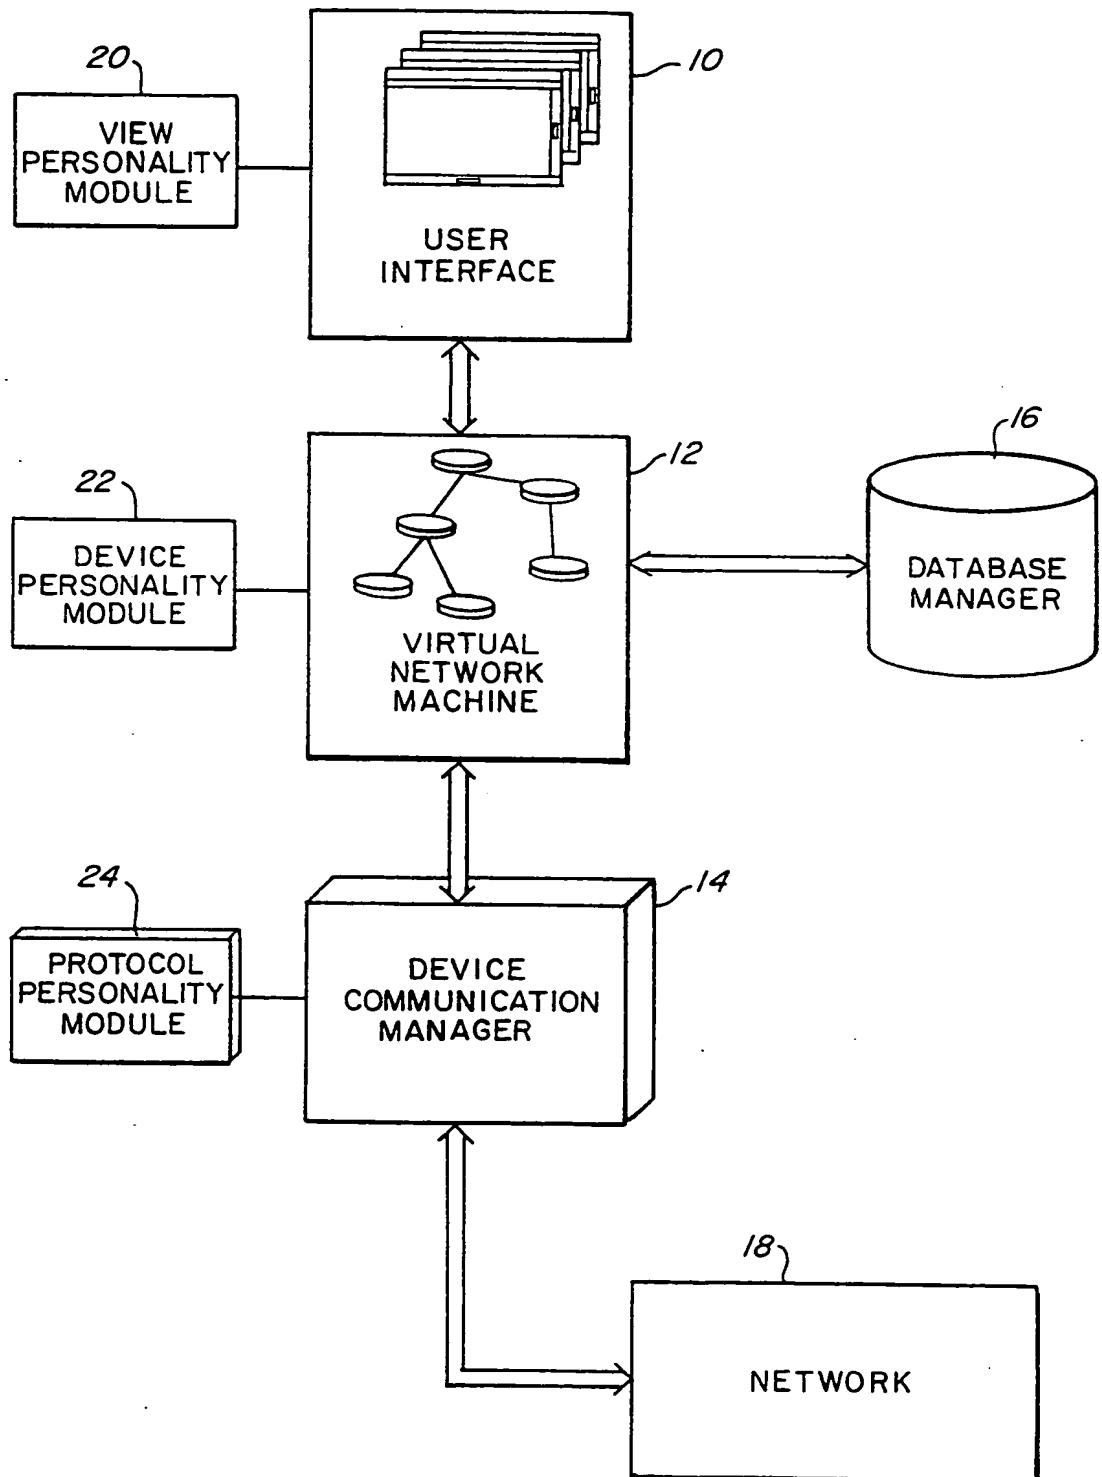 20
VIEW
PERSONALITY
MODULE
10
USER
INTERFACE
22
DEVICE
PERSONALITY
MODULE
12
VIRTUAL
NETWORK
MACHINE
16
DATABASE
MANAGER
24
PROTOCOL
PERSONALITY
MODULE
14
DEVICE
COMMUNICATION
MANAGER
18
NETWORK